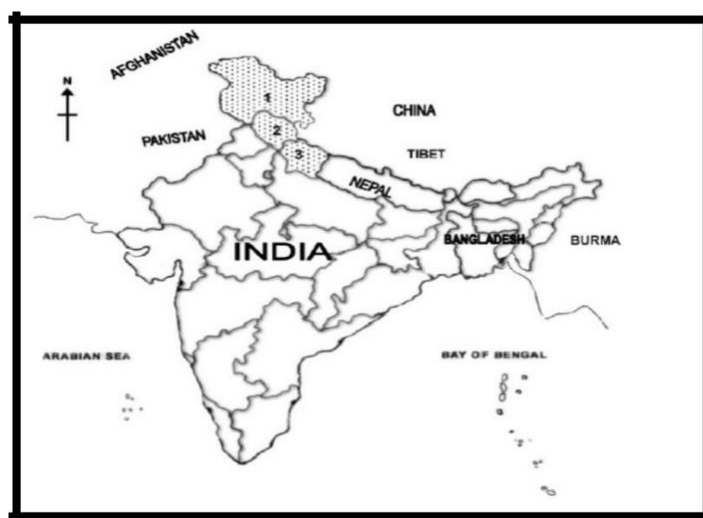 AFGHANISTAN
N
1
CHINA
2
PAKISTAN
3
TIBET
NEPAL
INDIA
BANGLADESH
BURMA
ARABIAN SEA
BAY OF BENGAL